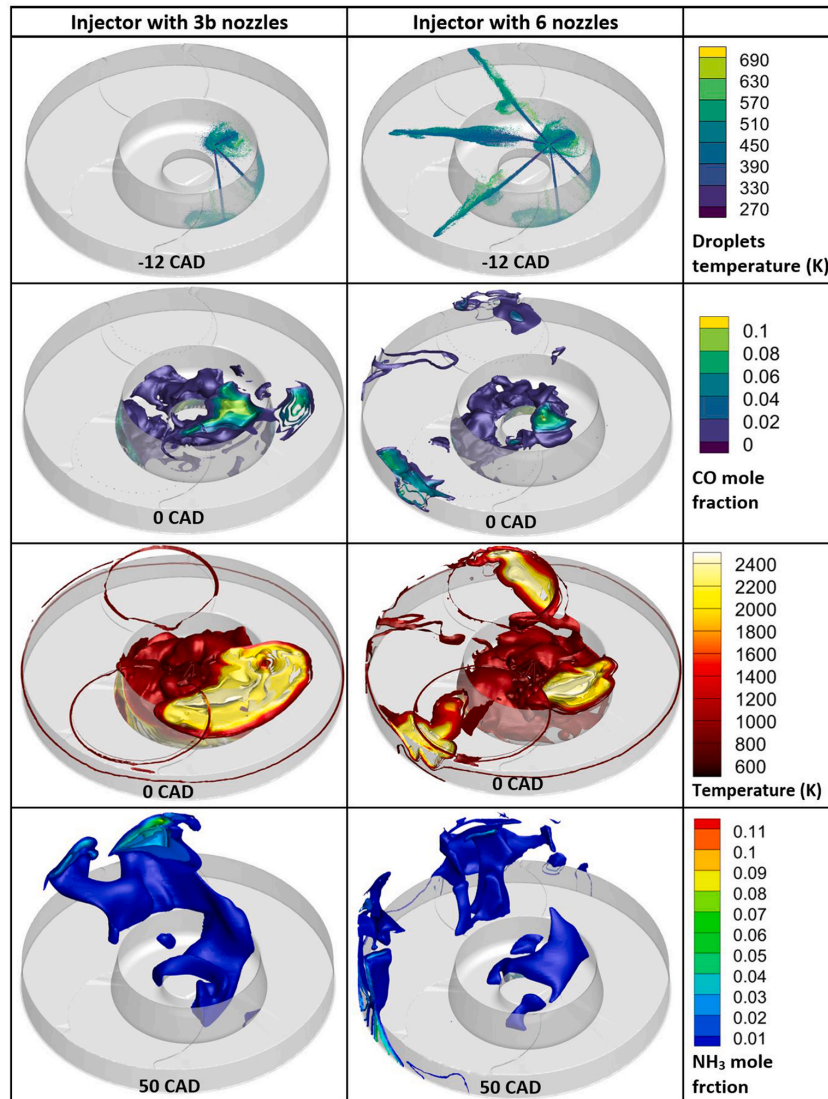 Injector with 3b nozzles
Injector with 6 nozzles
-12 CAD
-12 CAD
690
630
570
510
450
390
330
270
Droplets
temperature (K)
0 CAD
0 CAD
0.1
0.08
0.06
0.04
0.02
0
CO mole
fraction
0 CAD
0 CAD
2400
2200
2000
1800
1600
1400
1200
1000
800
600
Temperature (K)
50 CAD
50 CAD
0.11
0.1
0.09
0.08
0.07
0.06
0.05
0.04
0.03
0.02
0.01
NH₃ mole
frction